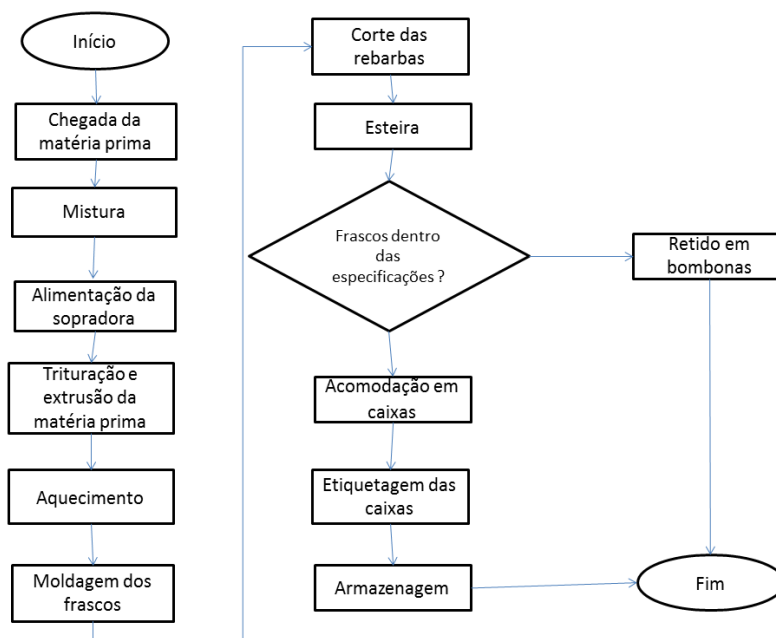 Início
Chegada da
matéria prima
Mistura
Alimentação da
sopradora
Trituração e
extrusão da
matéria prima
Aquecimento
Moldagem dos
frascos
Corte das
rebarbas
Esteira
Frascos dentro
das
especificações ?
Retido em
bombonas
Acomodação em
caixas
Etiquetagem das
caixas
Armazenagem
Fim